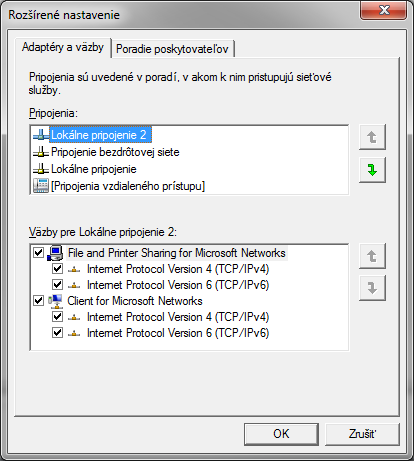 Rozšírené nastavenie
Adaptéry a väzby
Poradie poskytovateľov
Pripojenia sú uvedené v poradí, v akom k nim pristupujú sieťové
služby.
Pripojenia:
Lokálne pripojenie 2
Pripojenie bezdrôtovej siete
Lokálne pripojenie
[Pripojenia vzdialeného prístupu]
Väzby pre Lokálne pripojenie 2:
File and Printer Sharing for Microsoft Networks
Internet Protocol Version 4 (TCP/IPv4)
Internet Protocol Version 6 (TCP/IPv6)
Client for Microsoft Networks
Internet Protocol Version 4 (TCP/IPv4)
Internet Protocol Version 6 (TCP/IPv6)
OK
Zrušiť